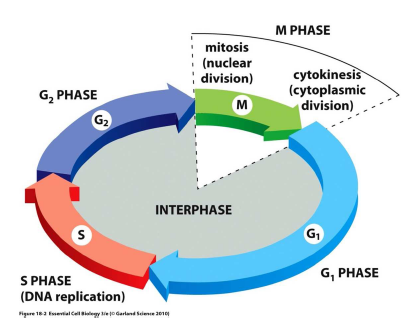 M PHASE
mitosis
(nuclear
division)
cytokinesis
(cytoplasmic
division)
G₂ PHASE
M
G₂
INTERPHASE
S
G₁
G₁ PHASE
S PHASE
(DNA replication)
Figure 18-2 Essential Cell Biology 3/e (© Garland Science 2010)